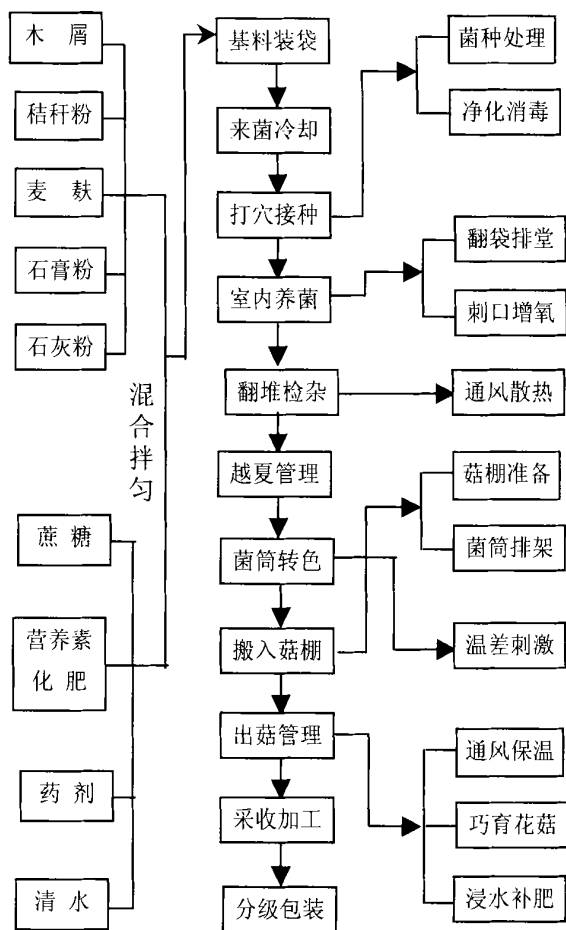 木屑
秸秆粉
麦麸
石膏粉
石灰粉
混合拌匀
蔗糖
营养素
化肥
药剂
清水
基料装袋
来菌冷却
打穴接种
室内养菌
翻堆检杂
越夏管理
菌筒转色
搬入菇棚
出菇管理
采收加工
分级包装
菌种处理
净化消毒
翻袋排堂
刺口增氧
通风散热
菇棚准备
菌筒排架
温差刺激
通风保温
巧育花菇
浸水补肥